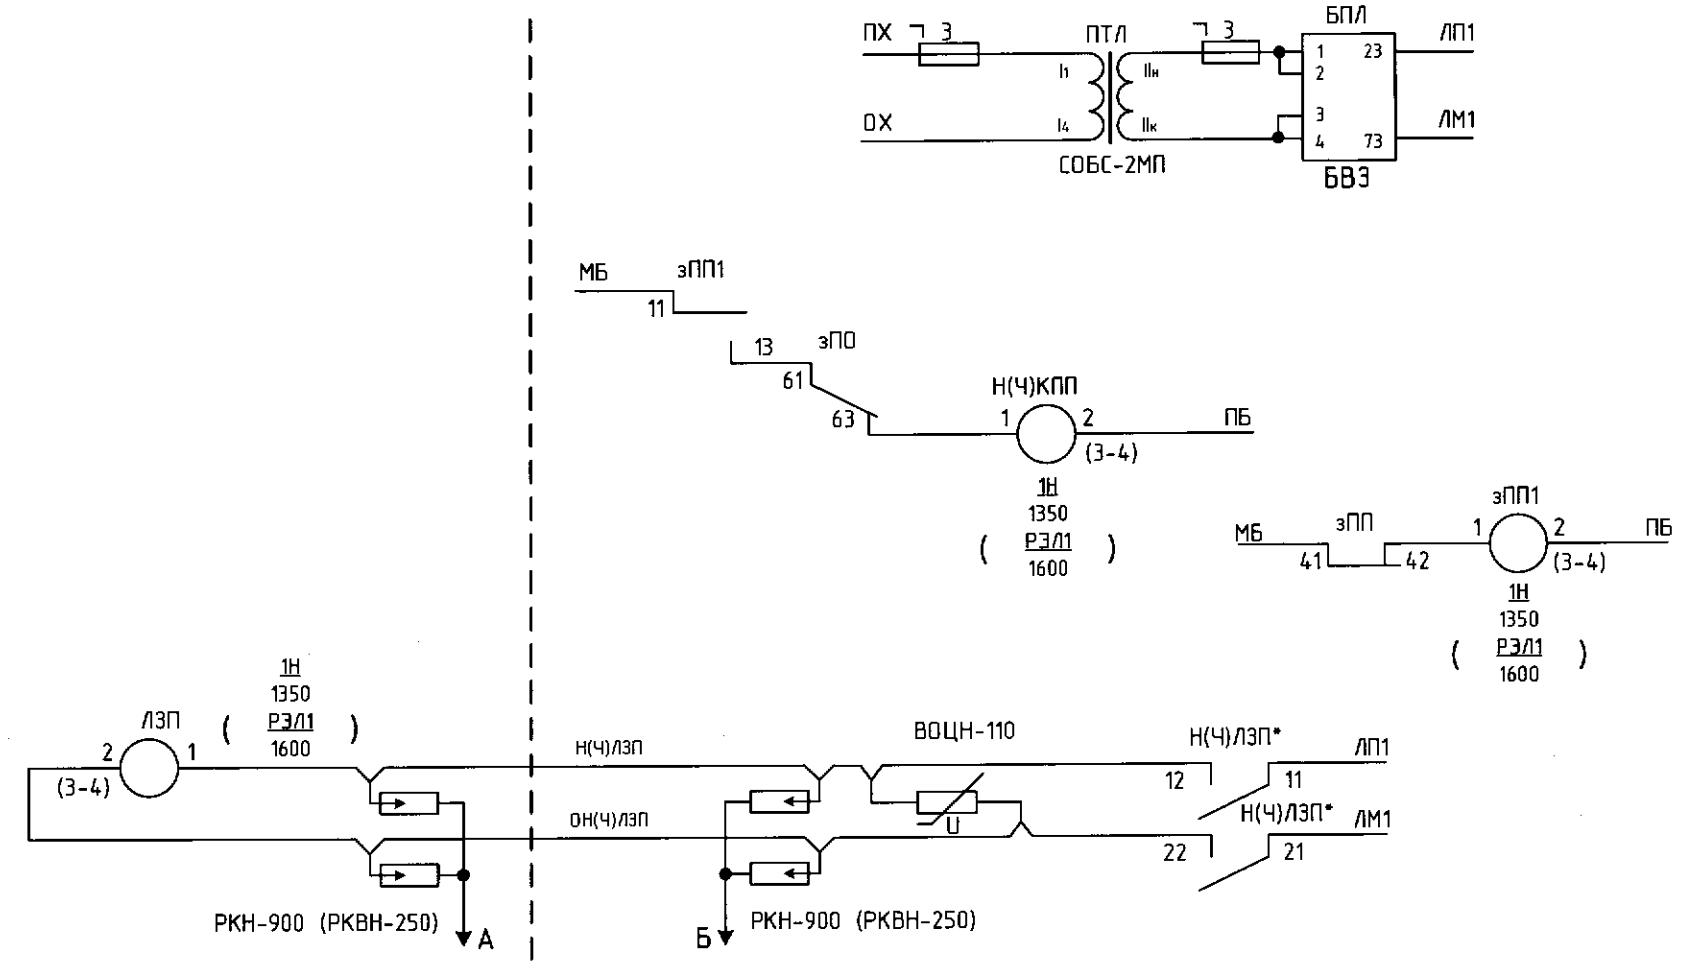 БПЛ
ПХ
3
ПТЛ
3
ЛП1
I₁
IIн
1
23
2
3
ОХ
I₄
IIк
4
73
ЛМ1
СОБС-2МП
БВЗ
МБ
зПП1
11
13
зПО
61
63
Н(Ч)КПП
1
2
ПБ
(3-4)
1Н
1350
( РЭЛ1 )
1600
зПП1
МБ
зПП
1
2
ПБ
41
42
(3-4)
1Н
1350
( РЭЛ1 )
1600
1Н
1350
ЛЗП
( РЭЛ1 )
1600
2
1
(3-4)
Н(Ч)ЛЗП
ВОЦН-110
Н(Ч)ЛЗП*
ЛП1
12
11
ОН(Ч)ЛЗП
U
Н(Ч)ЛЗП*
ЛМ1
22
21
РКН-900 (РКВН-250)
А
Б
РКН-900 (РКВН-250)